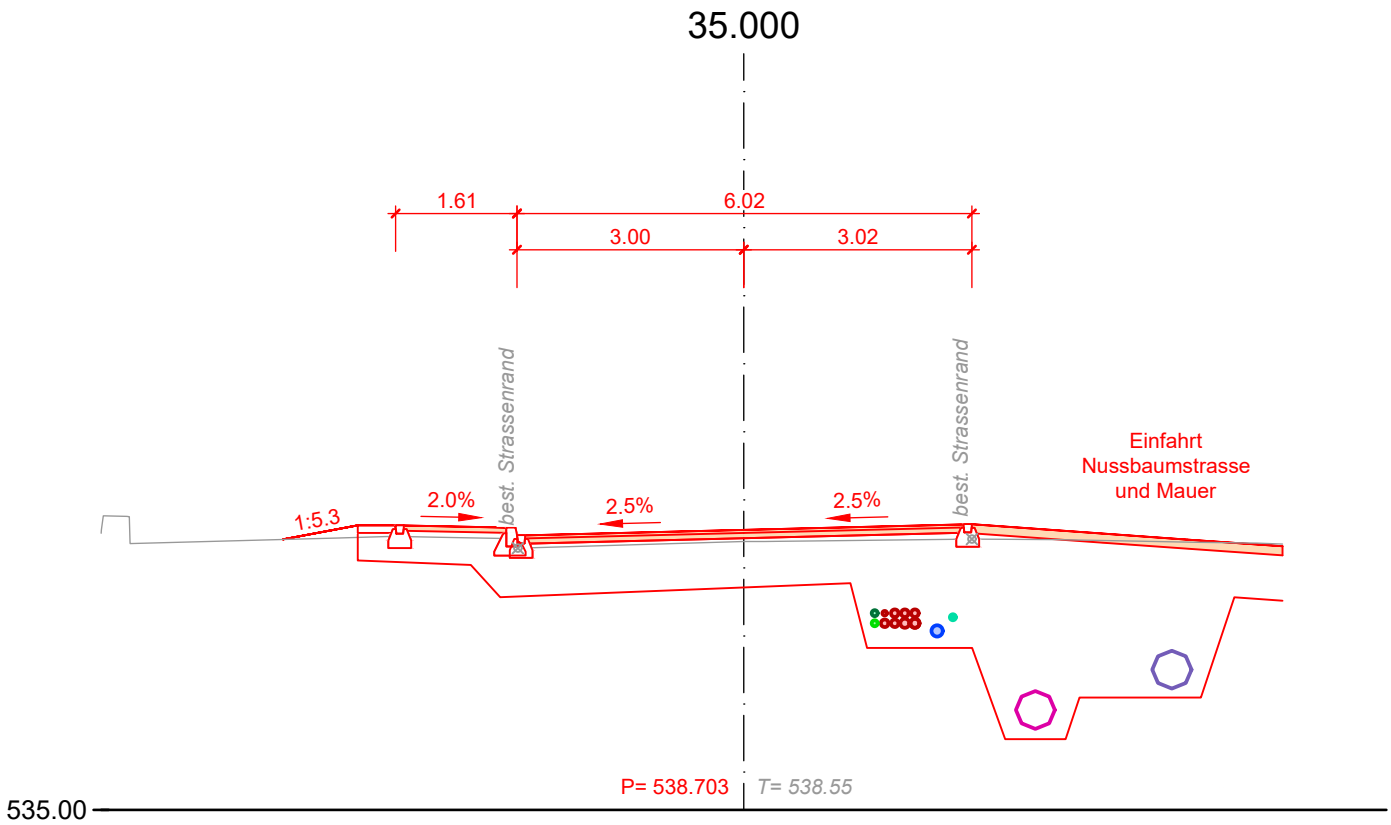 35.000
1.61
6.02
3.00
3.02
best. Strassenrand
best. Strassenrand
Einfahrt
Nussbaumstrasse
und Mauer
1:5.3
2.0%
2.5%
2.5%
P= 538.703
T= 538.55
535.00